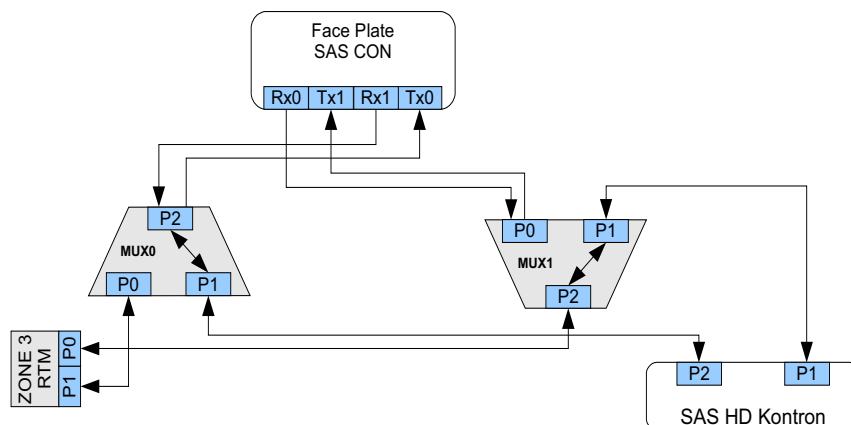 Face Plate
SAS CON
Rx0 Tx1 Rx1 Tx0
P2
MUX0
P0 P1
P0 P1
MUX1
P2
ZONE 3
RTM
P0
P1
P2 P1
SAS HD Kontron